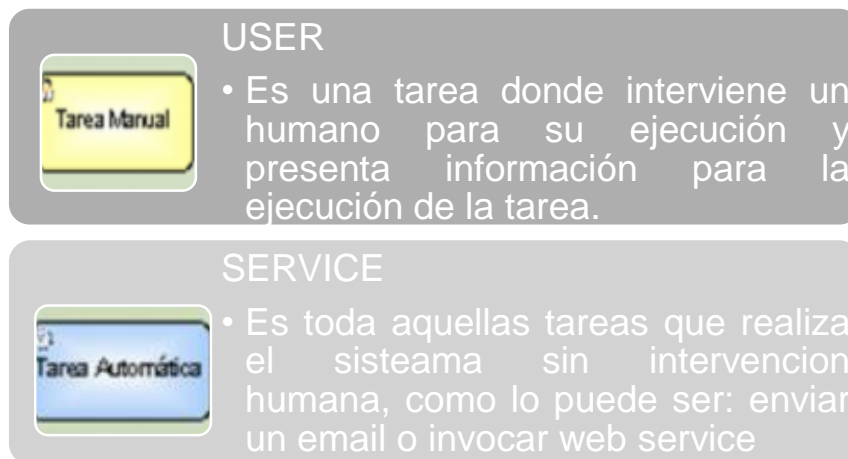 USER
Tarea Manual
• Es una tarea donde interviene un
humano para su ejecución y
presenta información para la
ejecución de la tarea.
SERVICE
Tarea Automática
• Es toda aquellas tareas que realiza
el sisteama sin intervencion
humana, como lo puede ser: enviar
un email o invocar web service